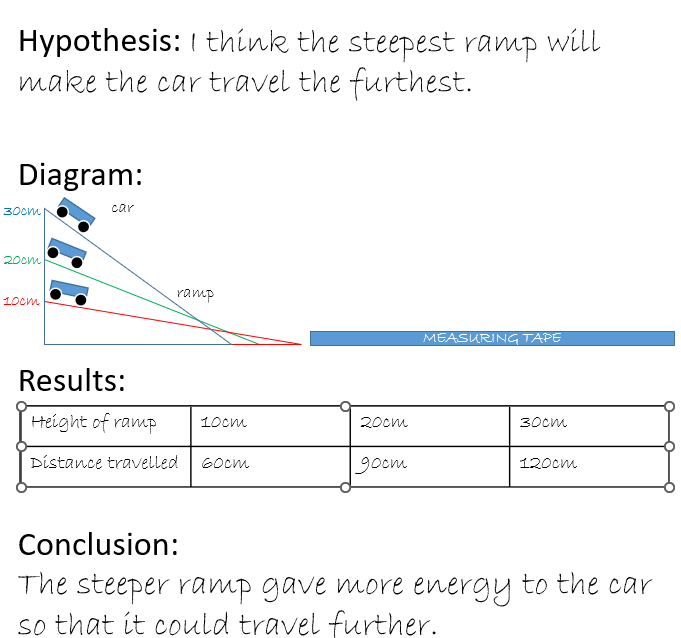 Hypothesis: I think the steepest ramp will
make the car travel the furthest.
Diagram:
30cm
car
20cm
10cm
ramp
MEASURING TAPE
Results:
Height of ramp 10cm 20cm 30cm
Distance travelled 60cm 90cm 120cm
Conclusion:
The steeper ramp gave more energy to the car
so that it could travel further.